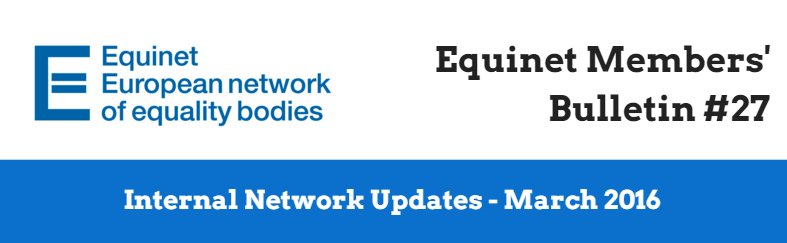 Equinet
European network
of equality bodies
Equinet Members'
Bulletin #27
Internal Network Updates - March 2016